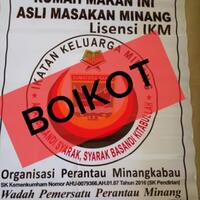 RUMAH MAKAN INI
ASLI MASAKAN MINANG
Lisensi IKM
IKATAN KELUARGA MI
BOIKOT
ANDI SYARAK, SYARAK BASANDI KITABULLAH
Organisasi Perantau Minangkabau
SK Kemenkumham Nomor AHU-0079366.AH.01.07 Tahun 2016 (SK Pendirian)
Wadah Pemersatu Perantau Minang